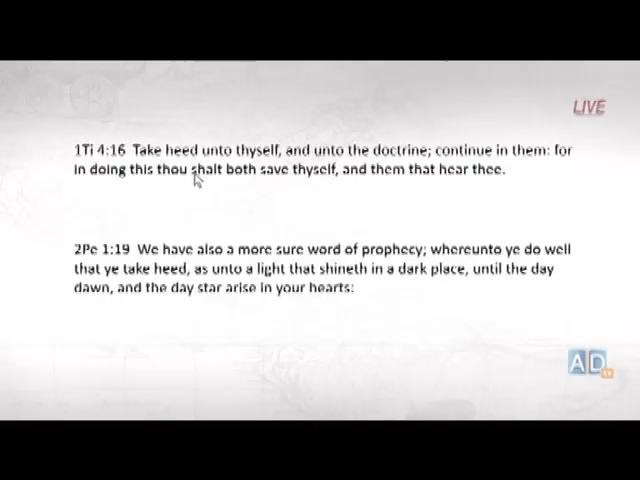 LIVE
1Ti 4:16 Take heed unto thyself, and unto the doctrine; continue in them: for
in doing this thou shalt both save thyself, and them that hear thee.
2Pe 1:19 We have also a more sure word of prophecy; whereunto ye do well
that ye take heed, as unto a light that shineth in a dark place, until the day
dawn, and the day star arise in your hearts:
AD
tv